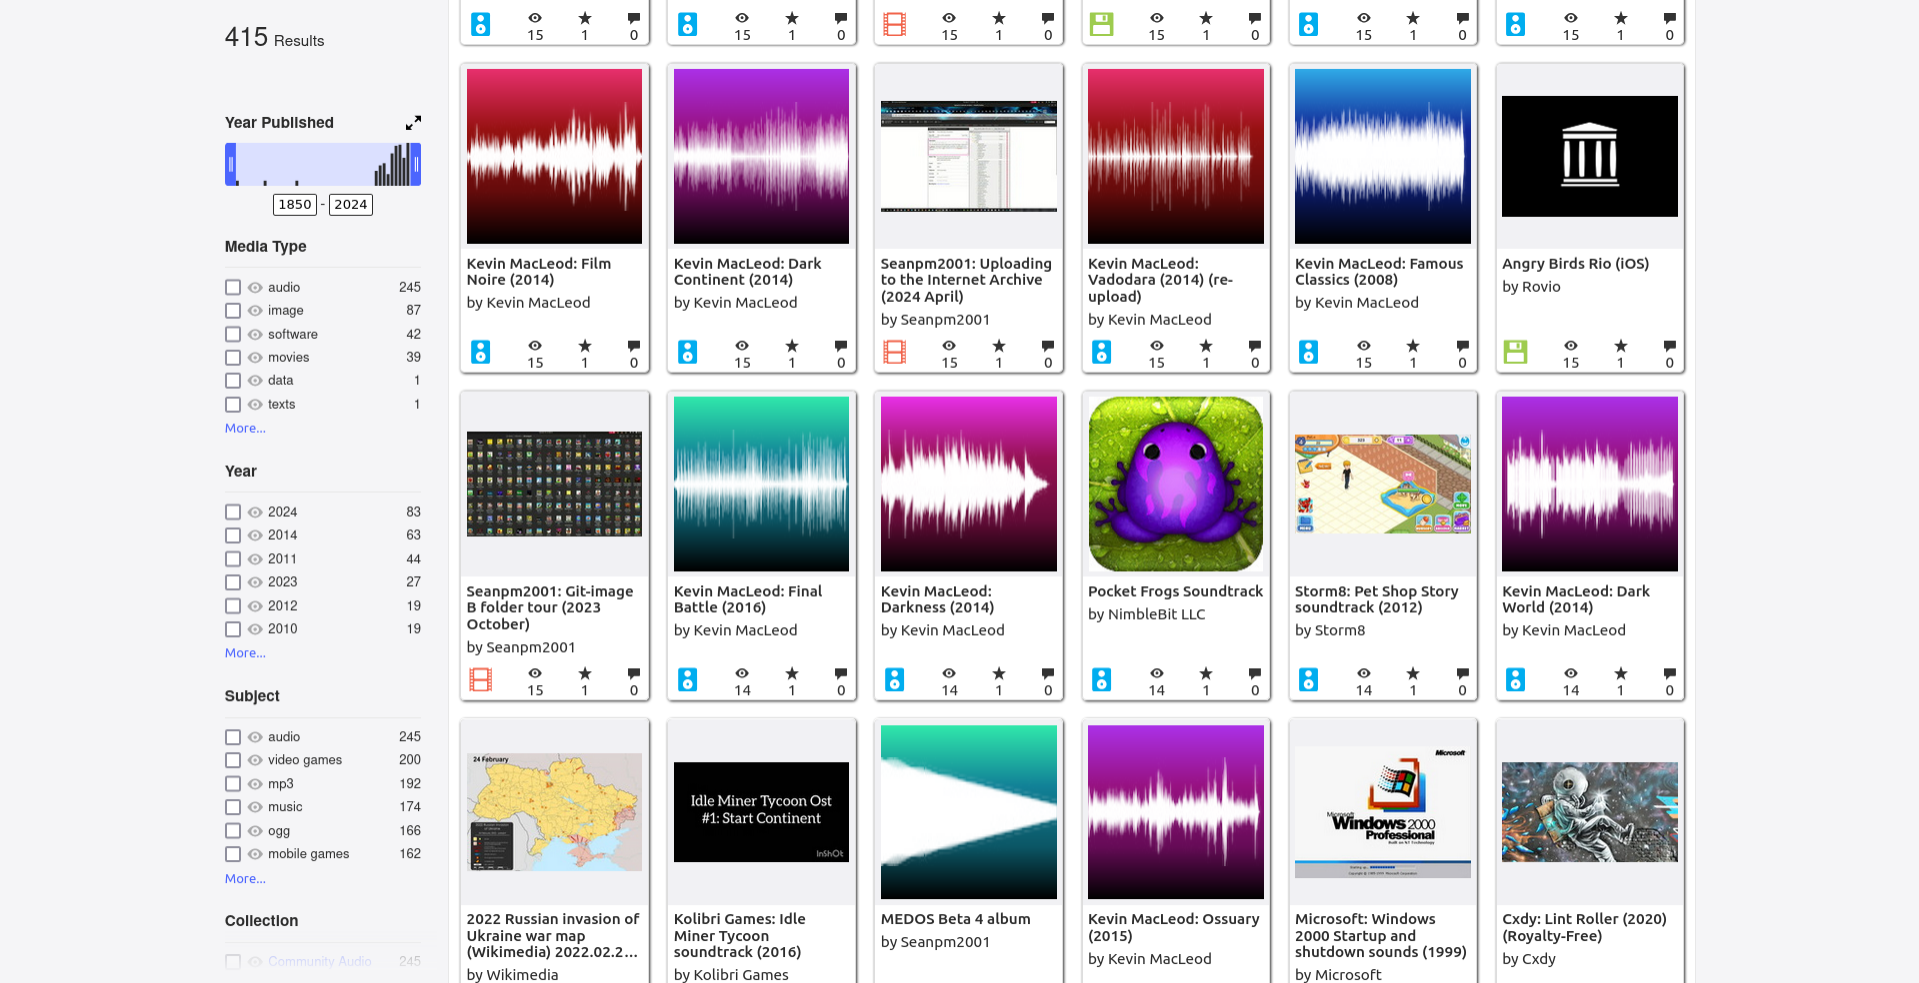 415 Results
Year Published
1850 - 2024
Media Type
audio 245
image 87
software 42
movies 39
data 1
texts 1
More...
Year
2024 83
2014 63
2011 44
2023 27
2012 19
2010 19
More...
Subject
audio 245
video games 200
mp3 192
music 174
ogg 166
mobile games 162
More...
Collection
Community Audio 245
15 1 0
15 1 0
15 1 0
15 1 0
15 1 0
15 1 0
Kevin MacLeod: Film
Noire (2014)
by Kevin MacLeod
15 1 0
Kevin MacLeod: Dark
Continent (2014)
by Kevin MacLeod
15 1 0
Seanpm2001: Uploading
to the Internet Archive
(2024 April)
by Seanpm2001
15 1 0
Kevin MacLeod:
Vadodara (2014) (re-
upload)
by Kevin MacLeod
15 1 0
Kevin MacLeod: Famous
Classics (2008)
by Kevin MacLeod
15 1 0
Angry Birds Rio (iOS)
by Rovio
15 1 0
Seanpm2001: Git-image
B folder tour (2023
October)
by Seanpm2001
15 1 0
Kevin MacLeod: Final
Battle (2016)
by Kevin MacLeod
14 1 0
Kevin MacLeod:
Darkness (2014)
by Kevin MacLeod
14 1 0
Pocket Frogs Soundtrack
by NimbleBit LLC
14 1 0
Storm8: Pet Shop Story
soundtrack (2012)
by Storm8
14 1 0
Kevin MacLeod: Dark
World (2014)
by Kevin MacLeod
14 1 0
24 February
2022 Russian invasion of
Ukraine war map
(Wikimedia) 2022.02.2...
by Wikimedia
Idle Miner Tycoon Ost
#1: Start Continent
InShOt
Kolibri Games: Idle
Miner Tycoon
soundtrack (2016)
by Kolibri Games
MEDOS Beta 4 album
by Seanpm2001
Kevin MacLeod: Ossuary
(2015)
by Kevin MacLeod
Microsoft
Microsoft
Windows 2000
Professional
Built on NT Technology
Microsoft: Windows
2000 Startup and
shutdown sounds (1999)
by Microsoft
Cxdy: Lint Roller (2020)
(Royalty-Free)
by Cxdy